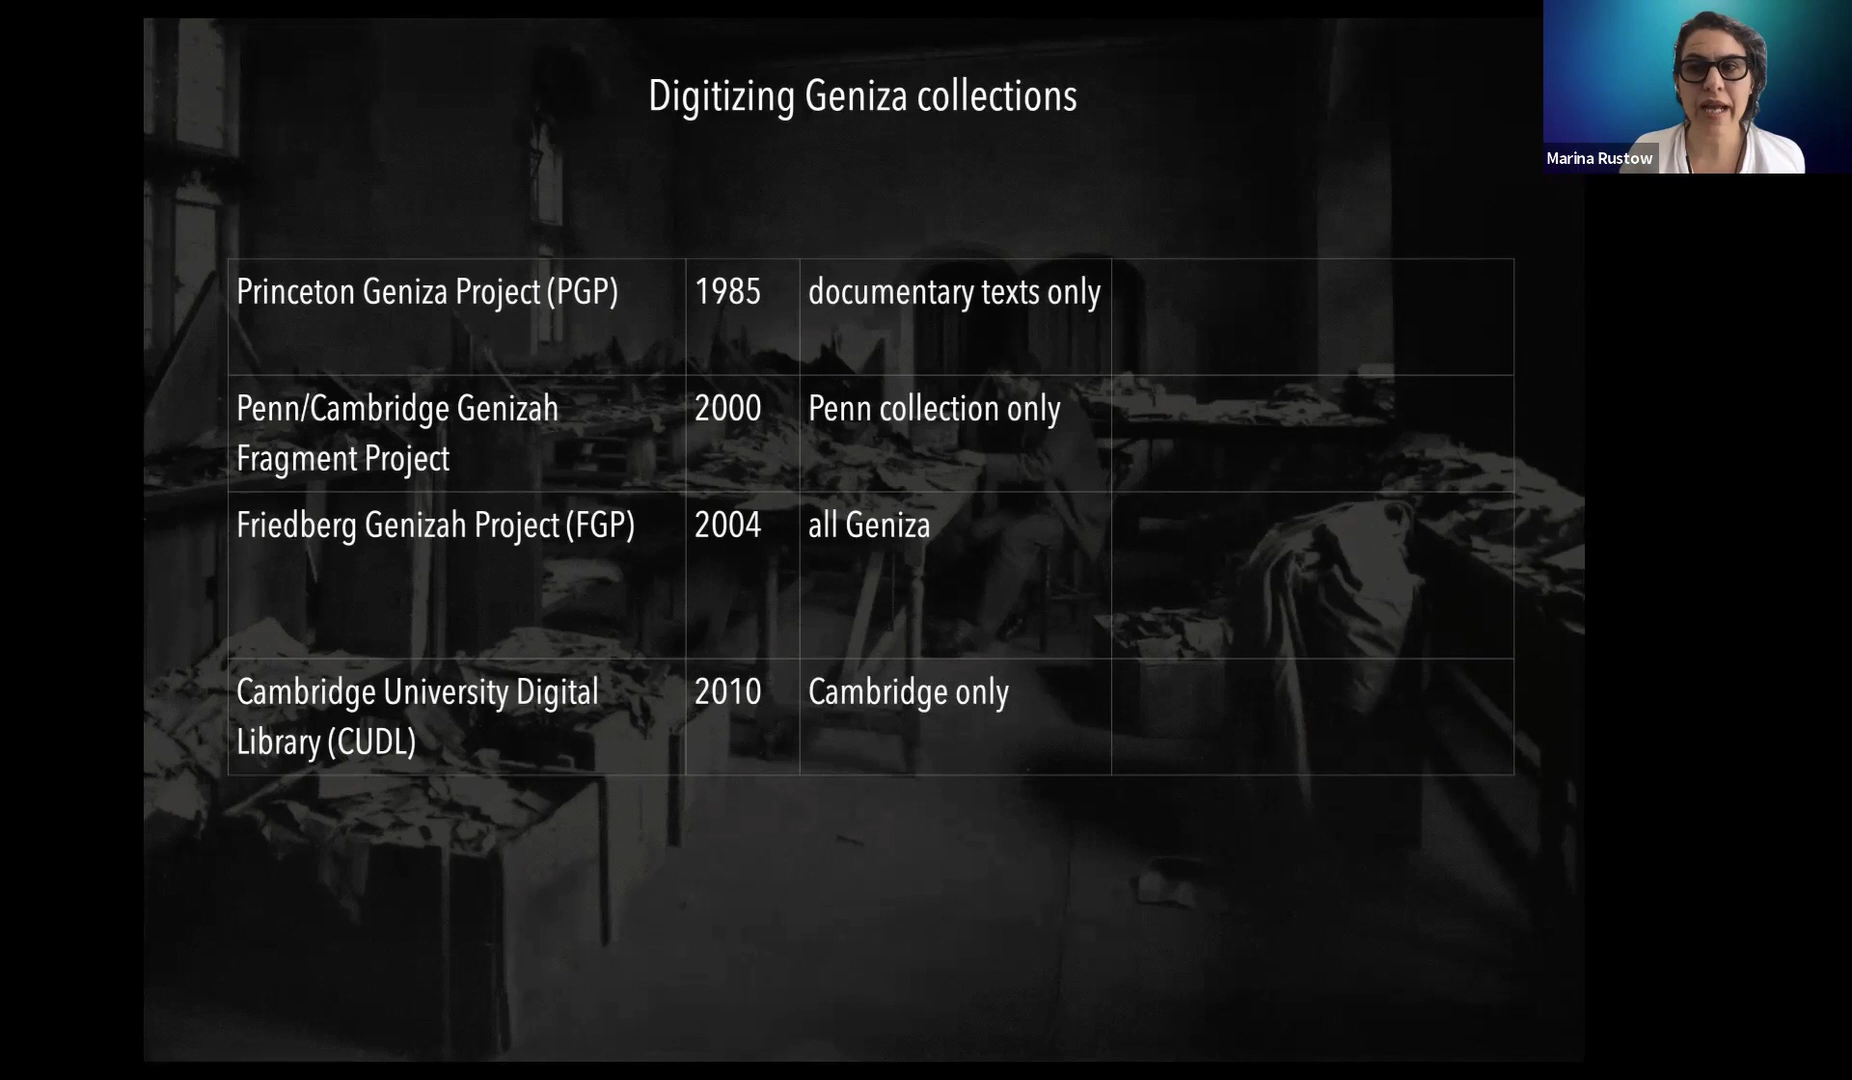 Digitizing Geniza collections
Marina Rustow
Princeton Geniza Project (PGP)
1985
documentary texts only
Penn/Cambridge Genizah
Fragment Project
2000
Penn collection only
Friedberg Genizah Project (FGP)
2004
all Geniza
Cambridge University Digital
Library (CUDL)
2010
Cambridge only